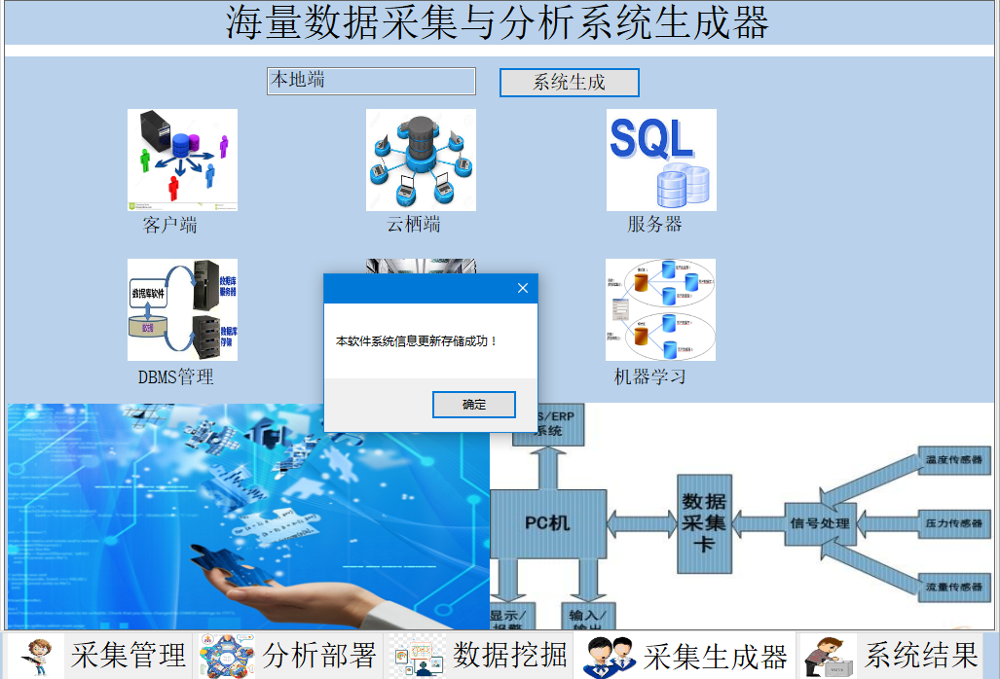 海量数据采集与分析系统生成器
本地端
系统生成
SQL
客户端
云栖端
服务器
数据库软件
数据库
服务器
数据库
存储
DBMS管理
机器学习
本软件系统信息更新存储成功！
确定
S/ERP
系统
PC机
数据
采集
卡
信号处理
温度传感器
压力传感器
流量传感器
显示/
报警
输入/
输出
采集管理
分析部署
数据挖掘
采集生成器
系统结果